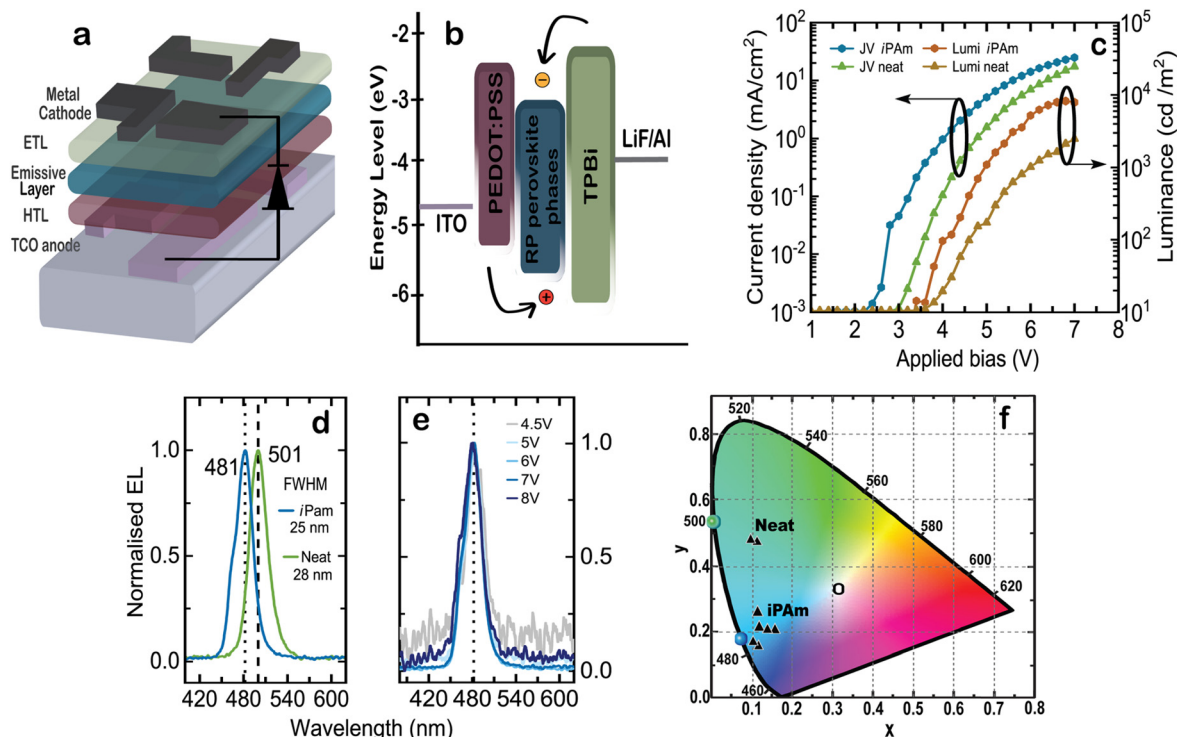 a
Metal
Cathode
ETL
Emissive
Layer
HTL
TCO anode
b
Energy Level (eV)
-2
-3
-4
-5
-6
ITO
PEDOT:PSS
RP perovskite
phases
TPBi
LiF/Al
−
+
c
JV iPAm
JV neat
Lumi iPAm
Lumi neat
Current density (mA/cm²)
10²
10¹
10⁰
10⁻¹
10⁻²
10⁻³
Luminance (cd /m²)
10⁵
10⁴
10³
10²
10¹
1 2 3 4 5 6 7 8
Applied bias (V)
d
481
501
FWHM
iPam
25 nm
Neat
28 nm
Normalised EL
1.0
0.5
0.0
420 480 540 600
e
4.5V
5V
6V
7V
8V
1.0
0.5
0.0
420 480 540 600
Wavelength (nm)
f
520
540
560
580
600
620
500
480
460
Neat
iPAm
y
0.8
0.6
0.4
0.2
0.0
0.1 0.2 0.3 0.4 0.5 0.6 0.7 0.8
x